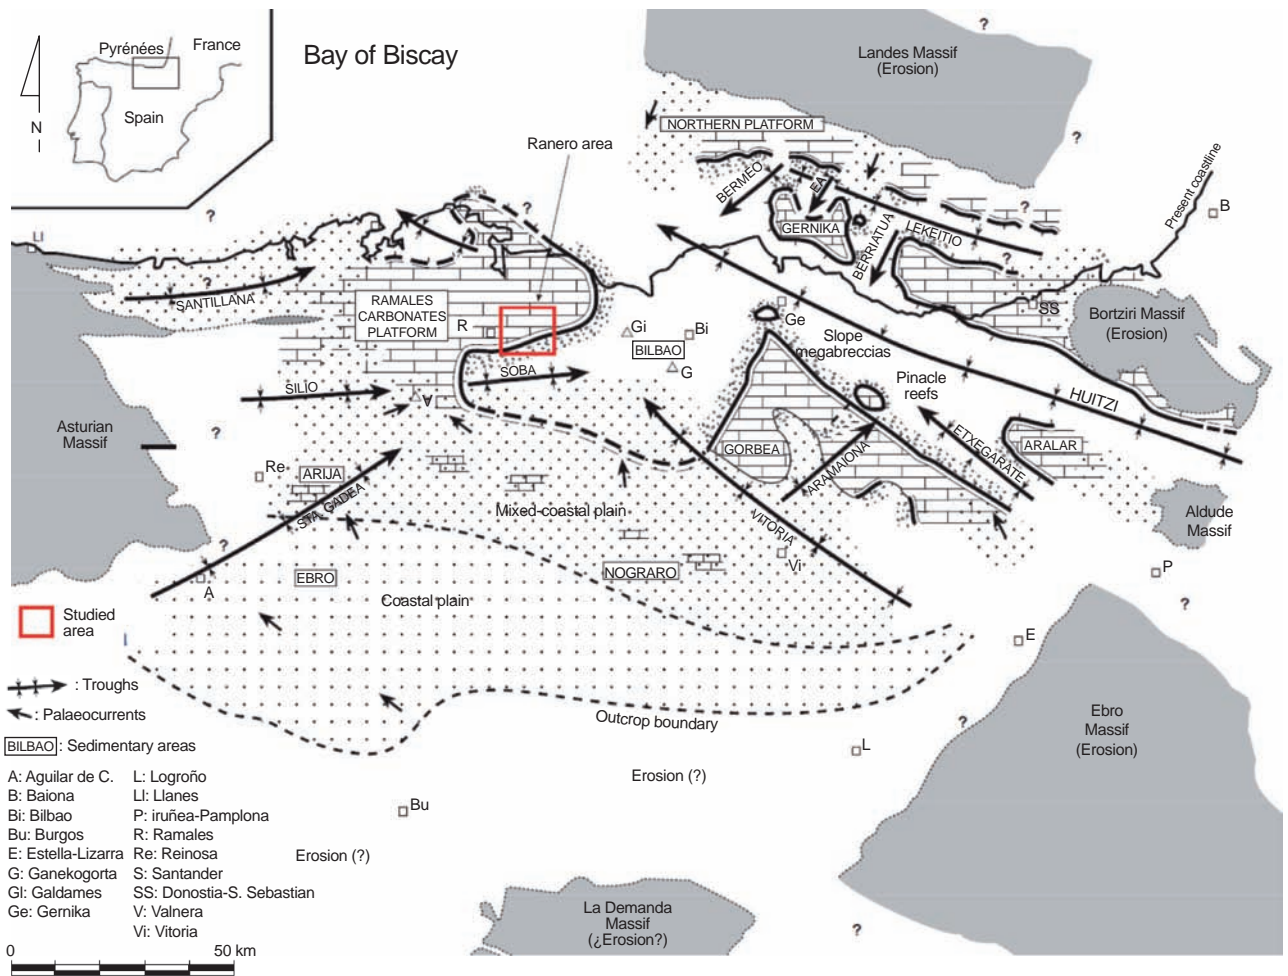 Pyrénées
France
Spain
N
Bay of Biscay
Landes Massif
(Erosion)
?
?
NORTHERN PLATFORM
Ranero area
BERMEO
EA
GERNIKA
BERRIATUA
LEKEITIO
?
?
Present coastline
B
Ll
?
?
?
SANTILLANA
RAMALES
CARBONATES
PLATFORM
R
Gi
Bi
BILBAO
G
Ge
SS
Bortziri Massif
(Erosion)
Slope
megabreccias
Pinacle
reefs
HUITZI
SILIO
SOBA
V
Asturian
Massif
?
Re
ARIJA
STA. GADEA
Mixed-coastal plain
GORBEA
ARAMAIONA
ETXEGARATE
ARALAR
Aldude
Massif
VITORIA
Vi
P
?
?
A
EBRO
NOGRARO
Coastal plain
E
Studied
area
: Troughs
: Palaeocurrents
BILBAO : Sedimentary areas
Outcrop boundary
L
?
Ebro
Massif
(Erosion)
Erosion (?)
Bu
Erosion (?)
La Demanda
Massif
(¿Erosion?)
?
A: Aguilar de C. L: Logroño
B: Baiona Ll: Llanes
Bi: Bilbao P: iruñea-Pamplona
Bu: Burgos R: Ramales
E: Estella-Lizarra Re: Reinosa
G: Ganekogorta S: Santander
GI: Galdames SS: Donostia-S. Sebastian
Ge: Gernika V: Valnera
Vi: Vitoria
0 50 km